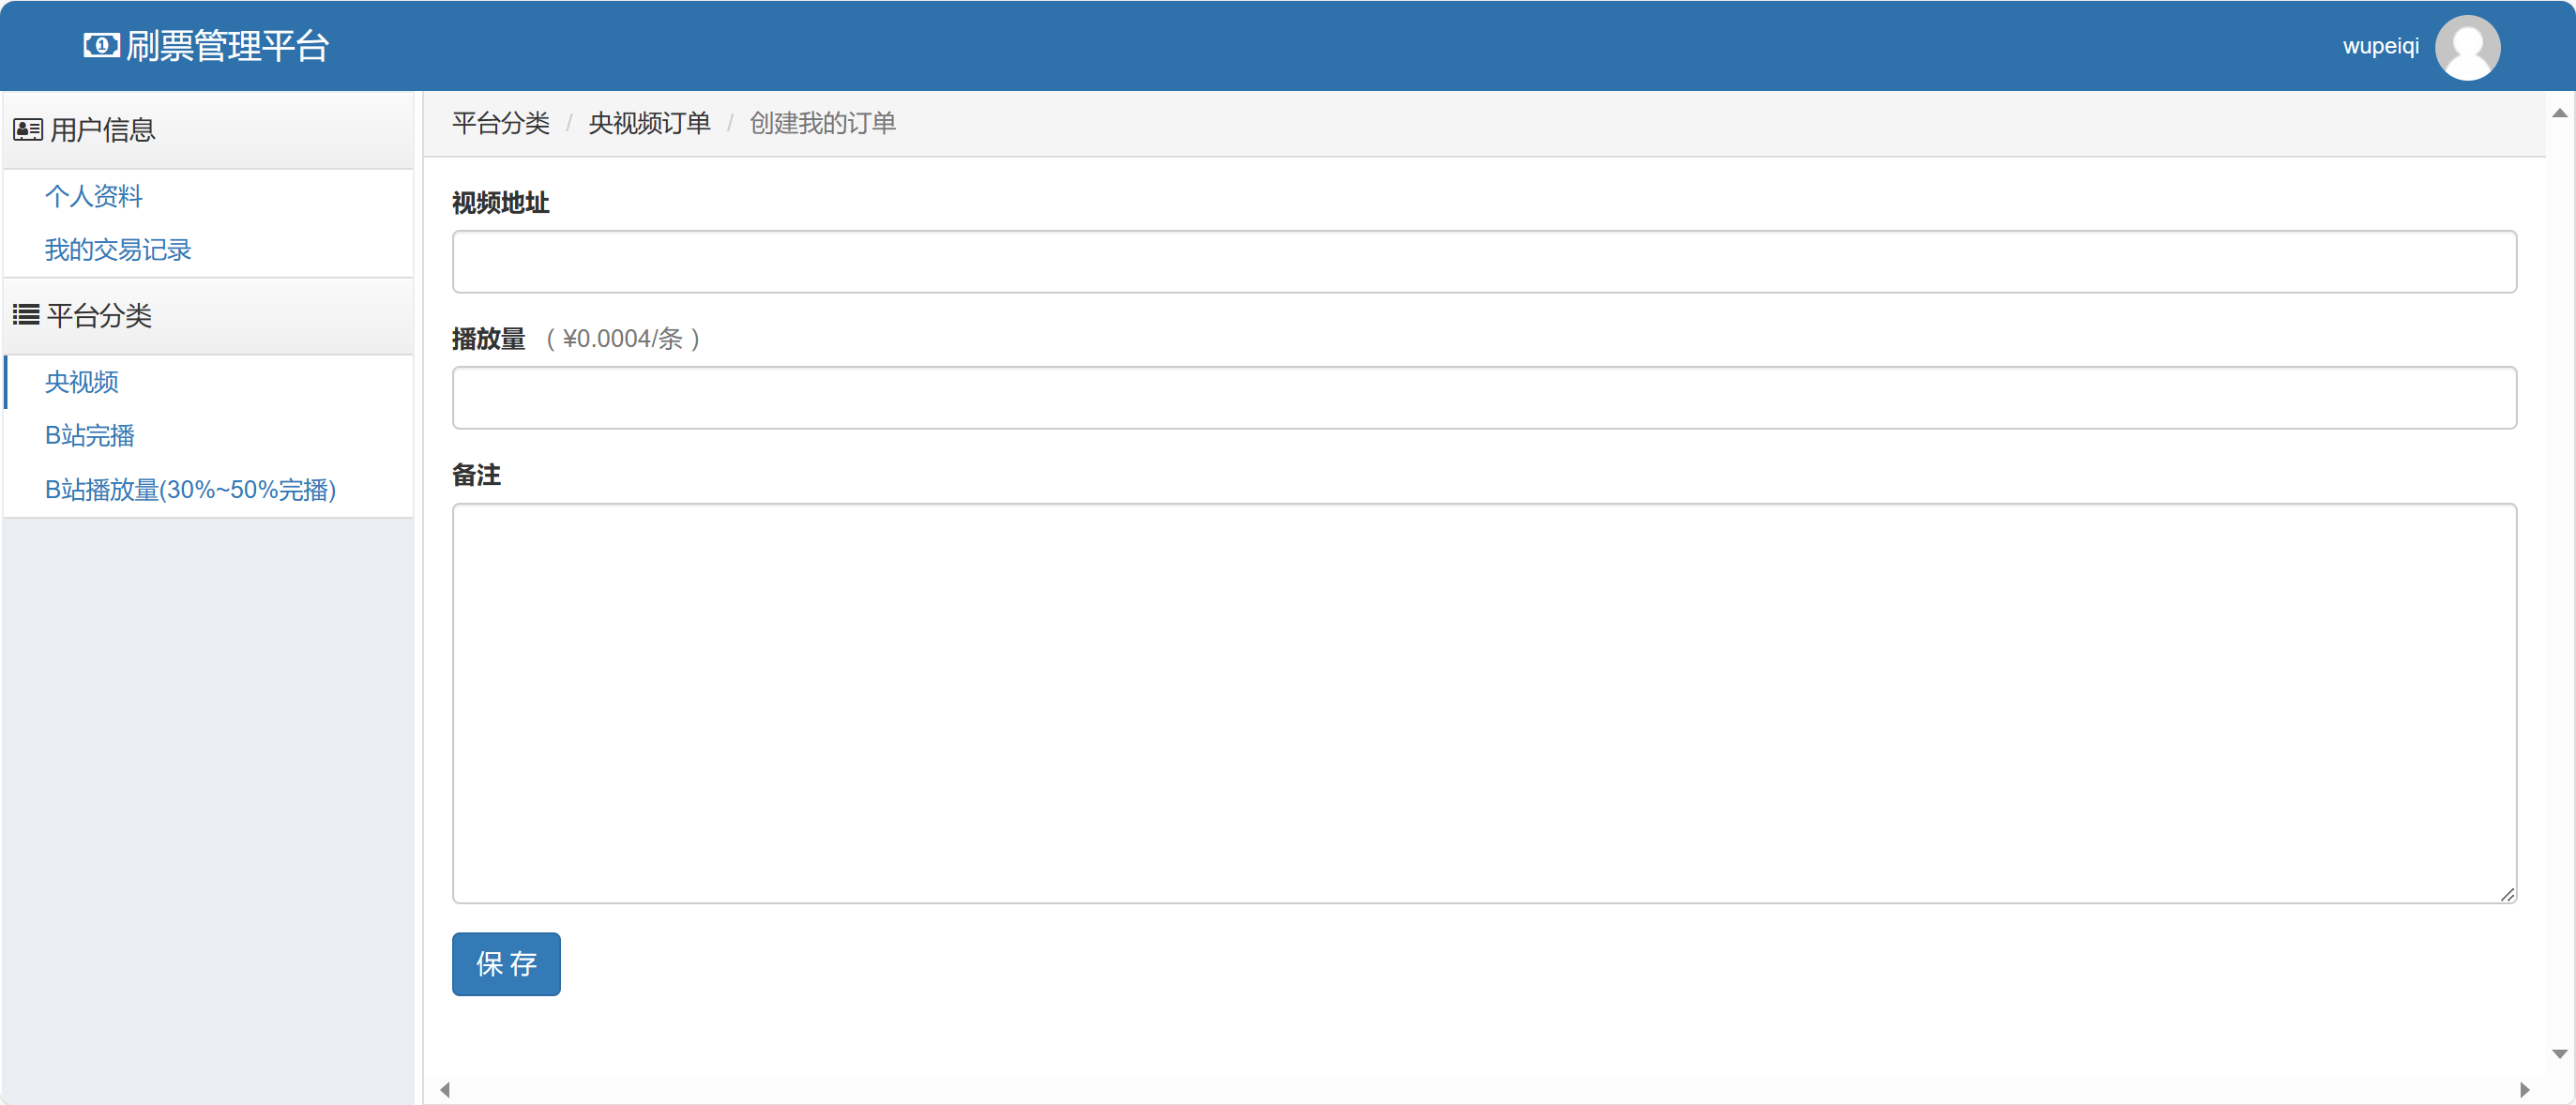 刷票管理平台
wupeiqi
用户信息
个人资料
我的交易记录
平台分类
央视频
B站完播
B站播放量(30%~50%完播)
平台分类 / 央视频订单 / 创建我的订单
视频地址
播放量 ( ¥0.0004/条 )
备注
保 存